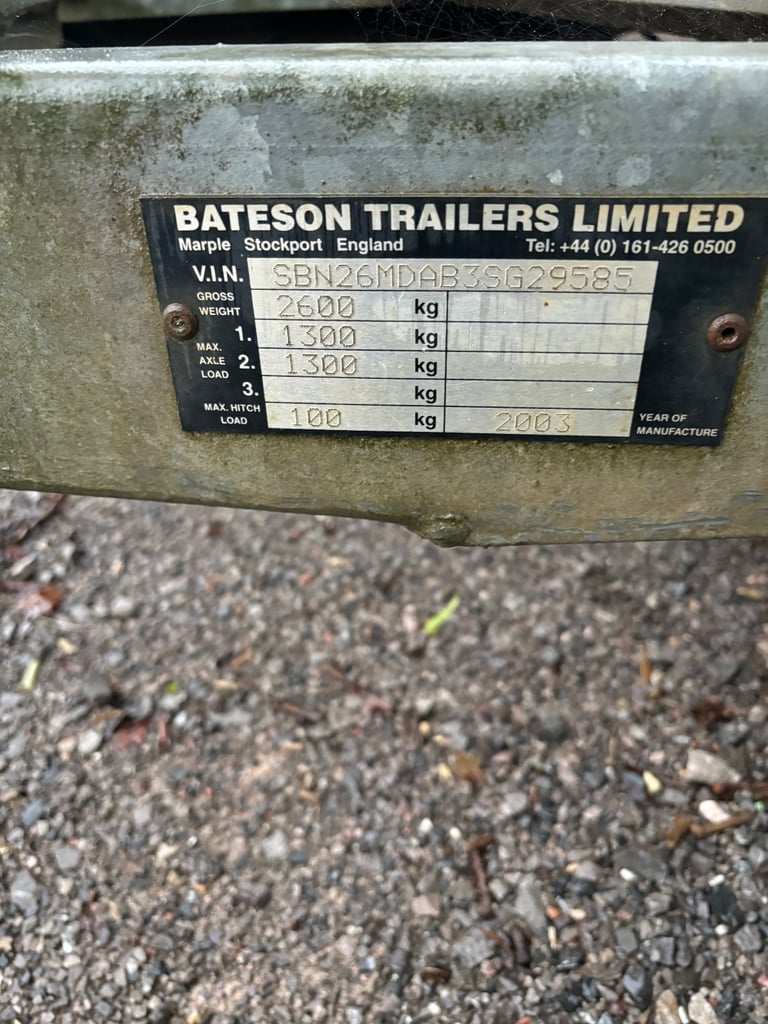 BATESON TRAILERS LIMITED
Marple Stockport England Tel: +44 (0) 161-426 0500
V.I.N. SBN26MDAB3SG29585
GROSS WEIGHT 2600 kg
MAX. AXLE LOAD
1. 1300 kg
2. 1300 kg
3. kg
MAX. HITCH LOAD 100 kg 2003 YEAR OF MANUFACTURE